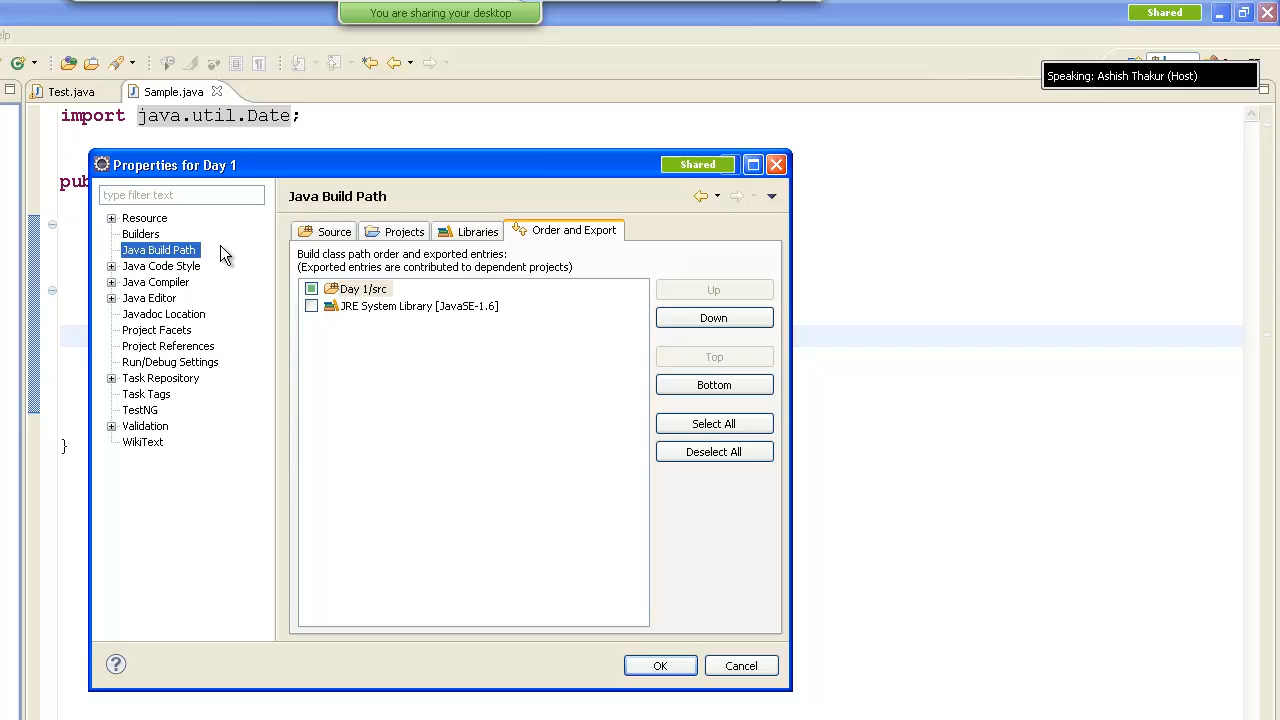 You are sharing your desktop
Shared
elp
Speaking: Ashish Thakur (Host)
Test.java
Sample.java
import java.util.Date;
pub
}
Properties for Day 1
Shared
type filter text
Resource
Builders
Java Build Path
Java Code Style
Java Compiler
Java Editor
Javadoc Location
Project Facets
Project References
Run/Debug Settings
Task Repository
Task Tags
TestNG
Validation
WikiText
Java Build Path
Source
Projects
Libraries
Order and Export
Build class path order and exported entries:
(Exported entries are contributed to dependent projects)
Day 1/src
JRE System Library [JavaSE-1.6]
Up
Down
Top
Bottom
Select All
Deselect All
OK
Cancel